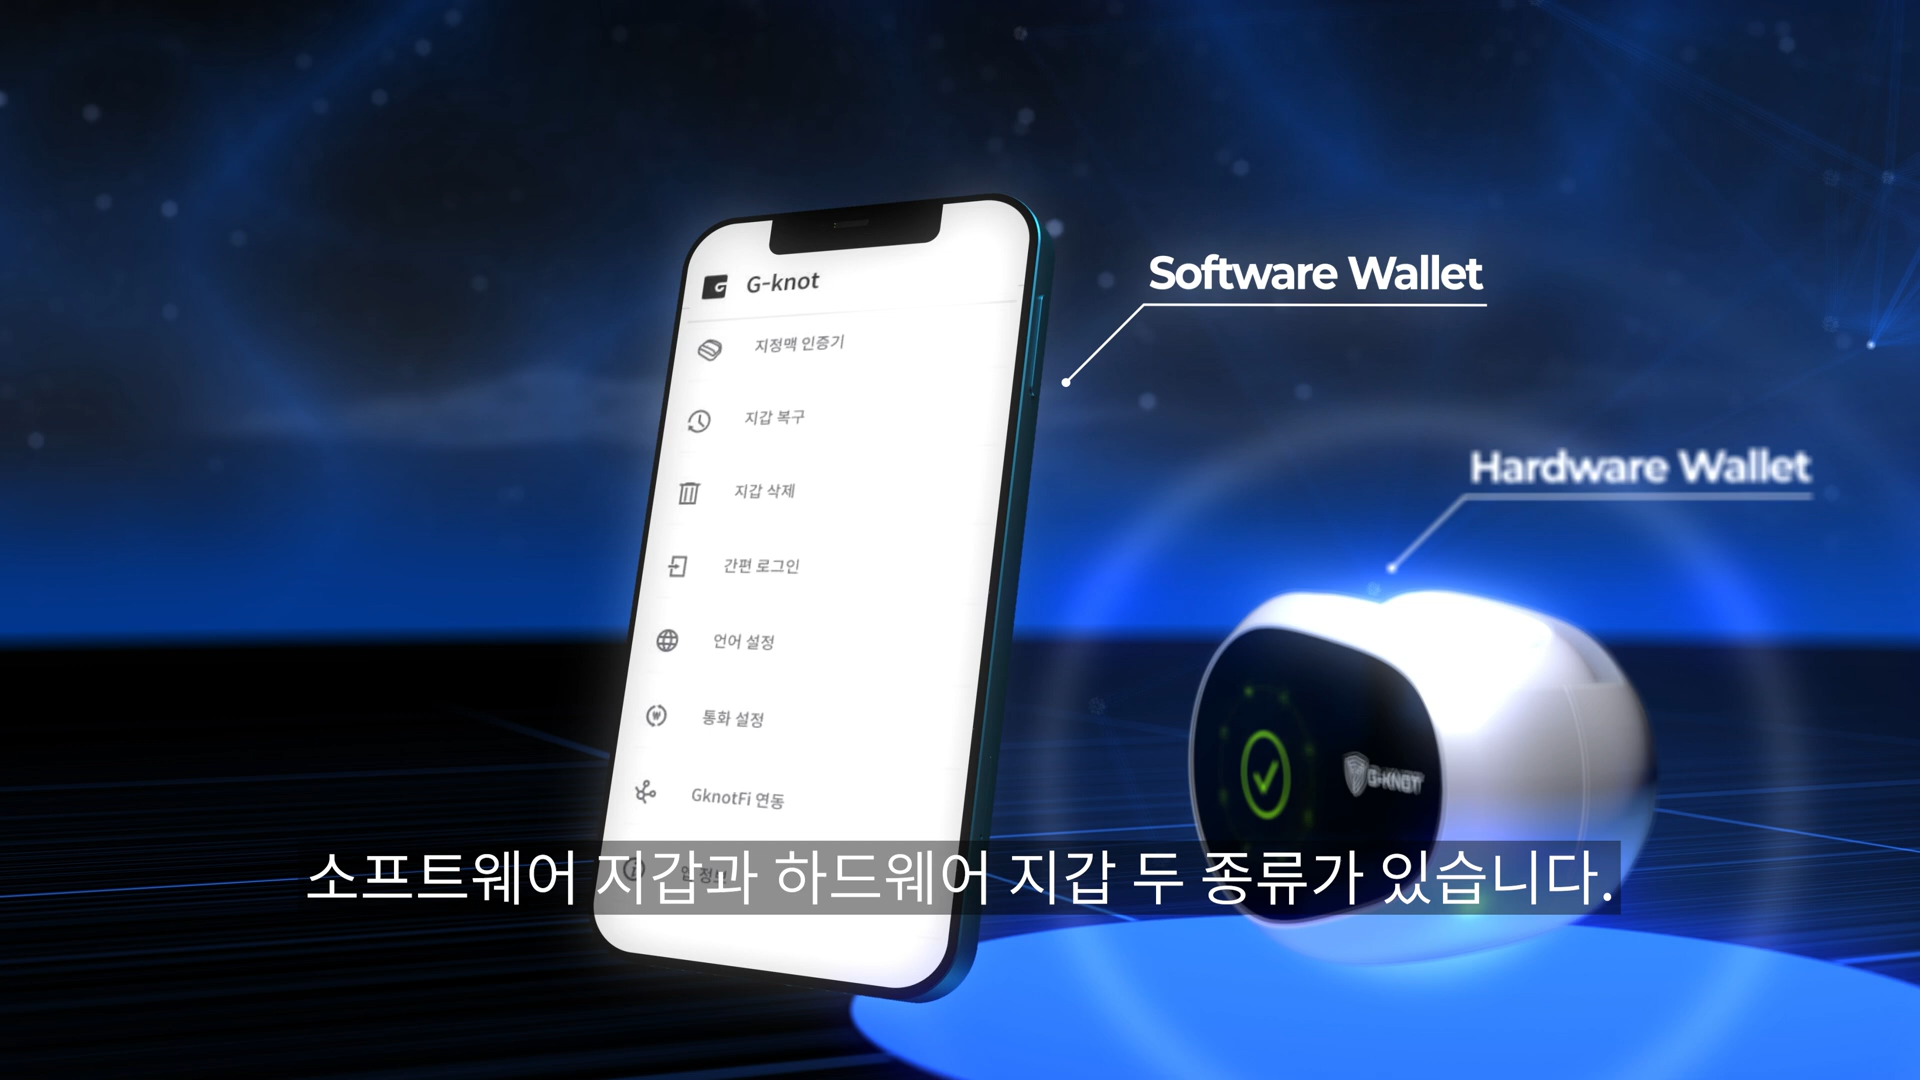 Software Wallet
Hardware Wallet
G-knot
지정맥 인증기
지갑 복구
지갑 삭제
간편 로그인
언어 설정
통화 설정
GknotFi 연동
앱 정보
G-KNOT
소프트웨어 지갑과 하드웨어 지갑 두 종류가 있습니다.